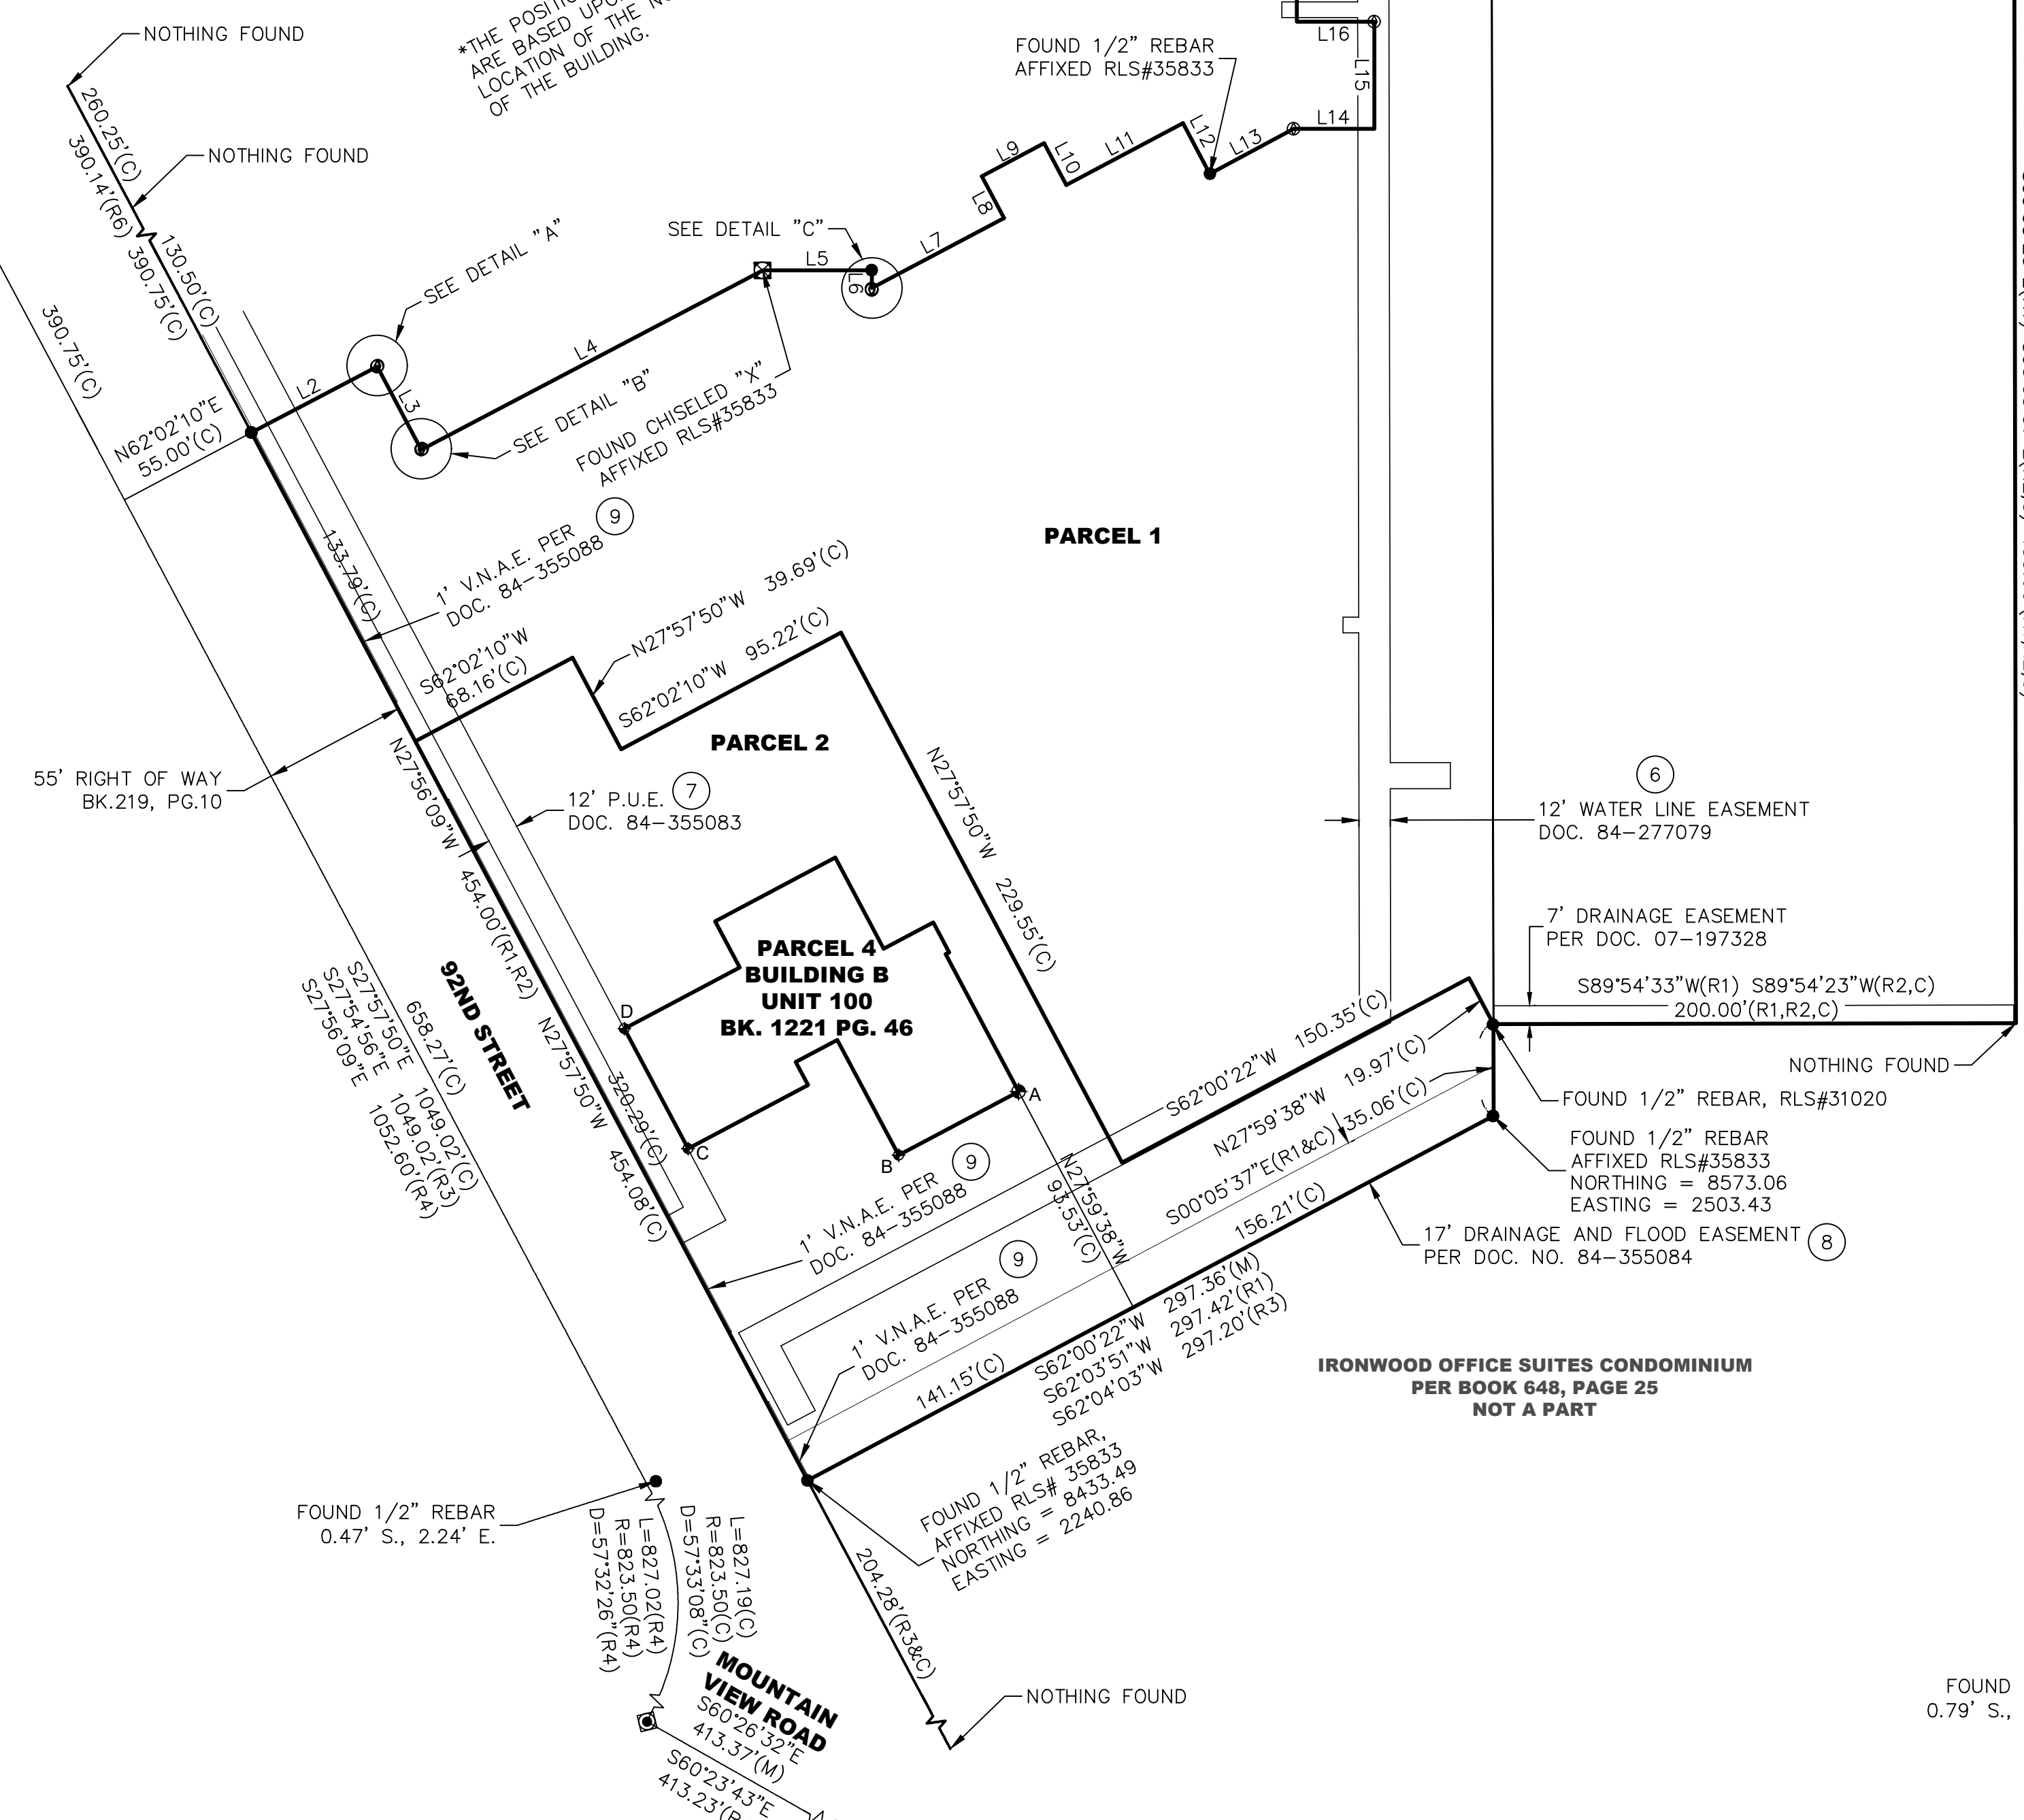 NOTHING FOUND
NOTHING FOUND
*THE POSITIO
ARE BASED UPO
LOCATION OF THE NO
OF THE BUILDING.
FOUND 1/2" REBAR
AFFIXED RLS#35833
L16
L15
L14
L13
L12
L11
L10
L9
L8
L7
SEE DETAIL "C"
L5
L6
260.25'(C)
390.14'(R6)
130.50'(C)
390.75'(C)
390.75'(C)
SEE DETAIL "A"
L4
L2
L3
SEE DETAIL "B"
FOUND CHISELED "X"
AFFIXED RLS#35833
N62°02'10"E
55.00'(C)
133.79'(C)
1' V.N.A.E. PER
DOC. 84-355088
9
PARCEL 1
N27°57'50"W 39.69'(C)
S62°02'10"W
68.16'(C)
S62°02'10"W 95.22'(C)
PARCEL 2
55' RIGHT OF WAY
BK.219, PG.10
N27°56'09"W 454.00'(R1,R2)
N27°57'50"W 454.08'(C)
12' P.U.E.
DOC. 84-355083
7
N27°57'50"W 229.55'(C)
6
12' WATER LINE EASEMENT
DOC. 84-277079
7' DRAINAGE EASEMENT
PER DOC. 07-197328
S89°54'33"W(R1) S89°54'23"W(R2,C)
200.00'(R1,R2,C)
NOTHING FOUND
PARCEL 4
BUILDING B
UNIT 100
BK. 1221 PG. 46
D
C
B
A
92ND STREET
658.27'(C)
S27°57'50"E 1049.02'(C)
S27°54'56"E 1049.02'(R3)
S27°56'09"E 1052.60'(R4)
320.29'(C)
S62°00'22"W 150.35'(C)
N27°59'38"W 19.97'(C)
S00°05'37"E(R1&C) 35.06'(C)
FOUND 1/2" REBAR, RLS#31020
FOUND 1/2" REBAR
AFFIXED RLS#35833
NORTHING = 8573.06
EASTING = 2503.43
17' DRAINAGE AND FLOOD EASEMENT
PER DOC. NO. 84-355084
8
1' V.N.A.E. PER
DOC. 84-355088
9
N27°59'38"W
93.53'(C)
156.21'(C)
1' V.N.A.E. PER
DOC. 84-355088
9
141.15'(C)
S62°00'22"W 297.36'(M)
S62°03'51"W 297.42'(R1)
S62°04'03"W 297.20'(R3)
IRONWOOD OFFICE SUITES CONDOMINIUM
PER BOOK 648, PAGE 25
NOT A PART
FOUND 1/2" REBAR,
AFFIXED RLS# 35833
NORTHING = 8433.49
EASTING = 2240.86
FOUND 1/2" REBAR
0.47' S., 2.24' E.
L=827.19(C)
R=823.50(C)
D=57°33'08"(C)
L=827.02(R4)
R=823.50(R4)
D=57°32'26"(R4)
204.28'(R3&C)
NOTHING FOUND
MOUNTAIN
VIEW ROAD
S60°26'32"E
413.37'(M)
S60°23'43"E
413.23'(R
FOUND
0.79' S.,